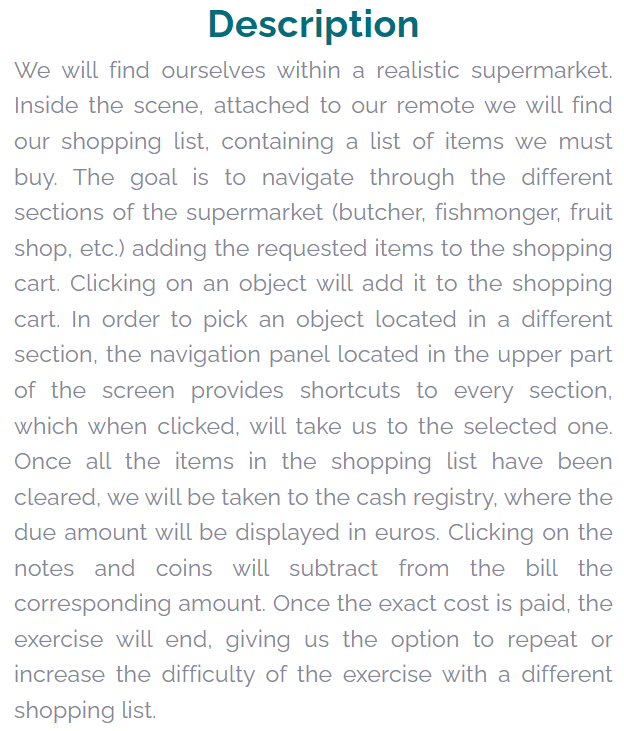 Description
We will find ourselves within a realistic supermarket.
Inside the scene, attached to our remote we will find
our shopping list, containing a list of items we must
buy. The goal is to navigate through the different
sections of the supermarket (butcher, fishmonger, fruit
shop, etc.) adding the requested items to the shopping
cart. Clicking on an object will add it to the shopping
cart. In order to pick an object located in a different
section, the navigation panel located in the upper part
of the screen provides shortcuts to every section,
which when clicked, will take us to the selected one.
Once all the items in the shopping list have been
cleared, we will be taken to the cash registry, where the
due amount will be displayed in euros. Clicking on the
notes and coins will subtract from the bill the
corresponding amount. Once the exact cost is paid, the
exercise will end, giving us the option to repeat or
increase the difficulty of the exercise with a different
shopping list.